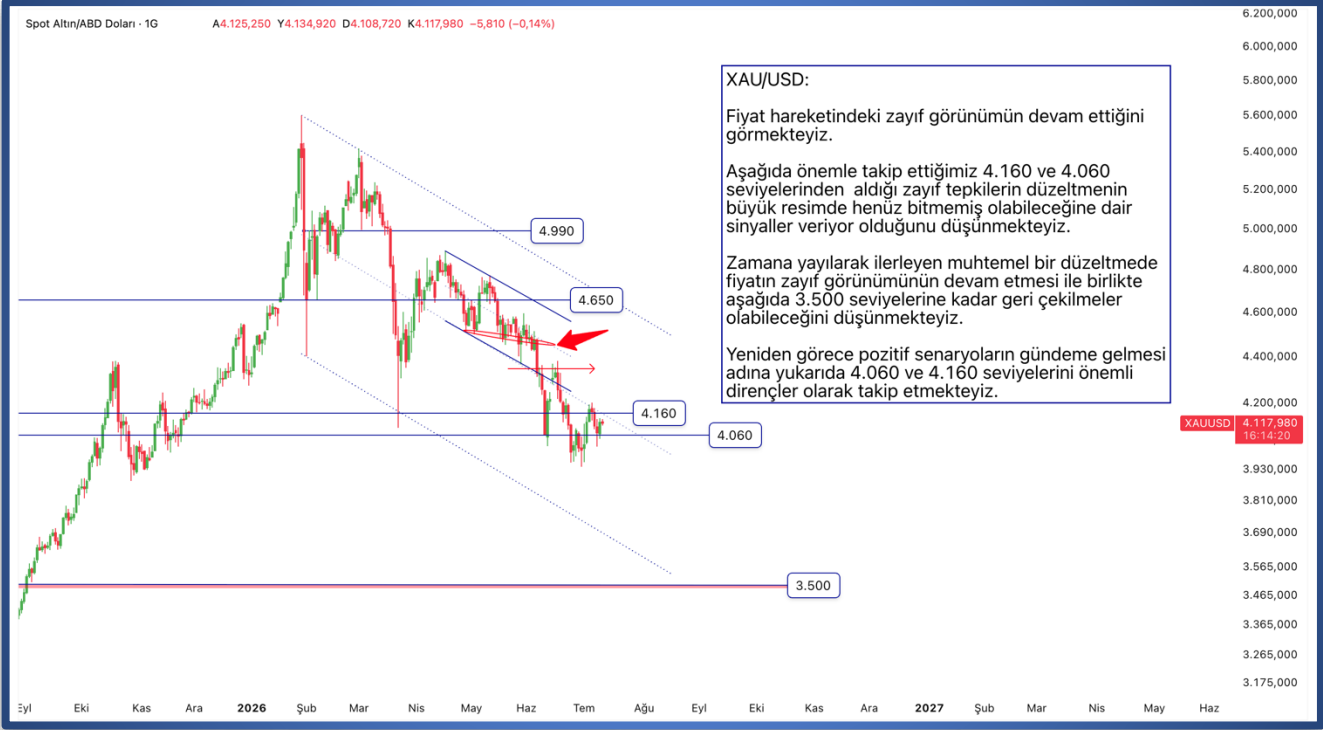 Spot Altın/ABD Doları · 1G A4.125,250 Y4.134,920 D4.108,720 K4.117,980 −5,810 (−0,14%)
XAU/USD:
Fiyat hareketindeki zayıf görünümün devam ettiğini
görmekteyiz.
Aşağıda önemle takip ettiğimiz 4.160 ve 4.060
seviyelerinden aldığı zayıf tepkilerin düzeltmenin
büyük resimde henüz bitmemiş olabileceğine dair
sinyaller veriyor olduğunu düşünmekteyiz.
Zamana yayılarak ilerleyen muhtemel bir düzeltmede
fiyatın zayıf görünümünün devam etmesi ile birlikte
aşağıda 3.500 seviyelerine kadar geri çekilmeler
olabileceğini düşünmekteyiz.
Yeniden görece pozitif senaryoların gündeme gelmesi
adına yukarıda 4.060 ve 4.160 seviyelerini önemli
dirençler olarak takip etmekteyiz.
4.990
4.650
4.160
4.060
3.500
6.200,000
6.000,000
5.800,000
5.600,000
5.400,000
5.200,000
5.000,000
4.800,000
4.600,000
4.400,000
4.200,000
XAUUSD 4.117,980
16:14:20
3.930,000
3.810,000
3.690,000
3.565,000
3.465,000
3.365,000
3.265,000
3.175,000
Eyl Eki Kas Ara 2026 Şub Mar Nis May Haz Tem Ağu Eyl Eki Kas Ara 2027 Şub Mar Nis May Haz